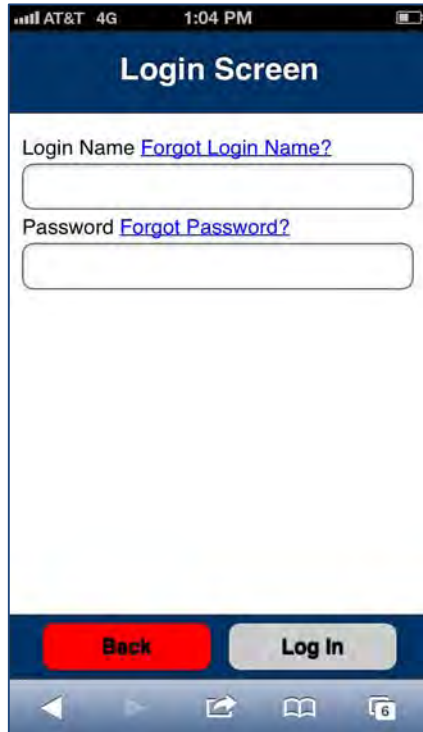 AT&T 4G 1:04 PM
Login Screen
Login Name Forgot Login Name?
Password Forgot Password?
Back Log In
6